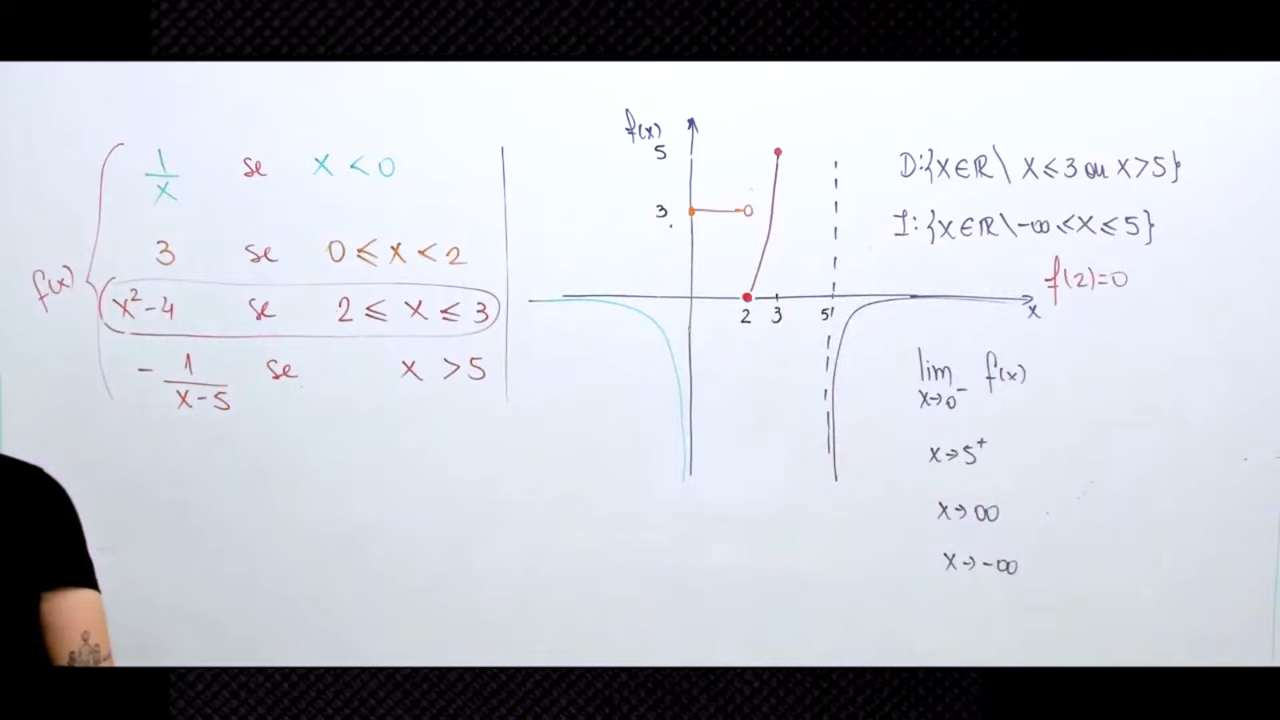 f(x) { 1/x se x < 0
3 se 0 ≤ x < 2
x²-4 se 2 ≤ x ≤ 3
- 1/(x-5) se x > 5
f(x)
5
3
2 3 5
x
D:{x∈R \ x≤3 ou x>5}
I:{x∈R \ -∞<x≤5}
f(2)=0
lim x→0⁻ f(x)
x→5⁺
x→∞
x→-∞